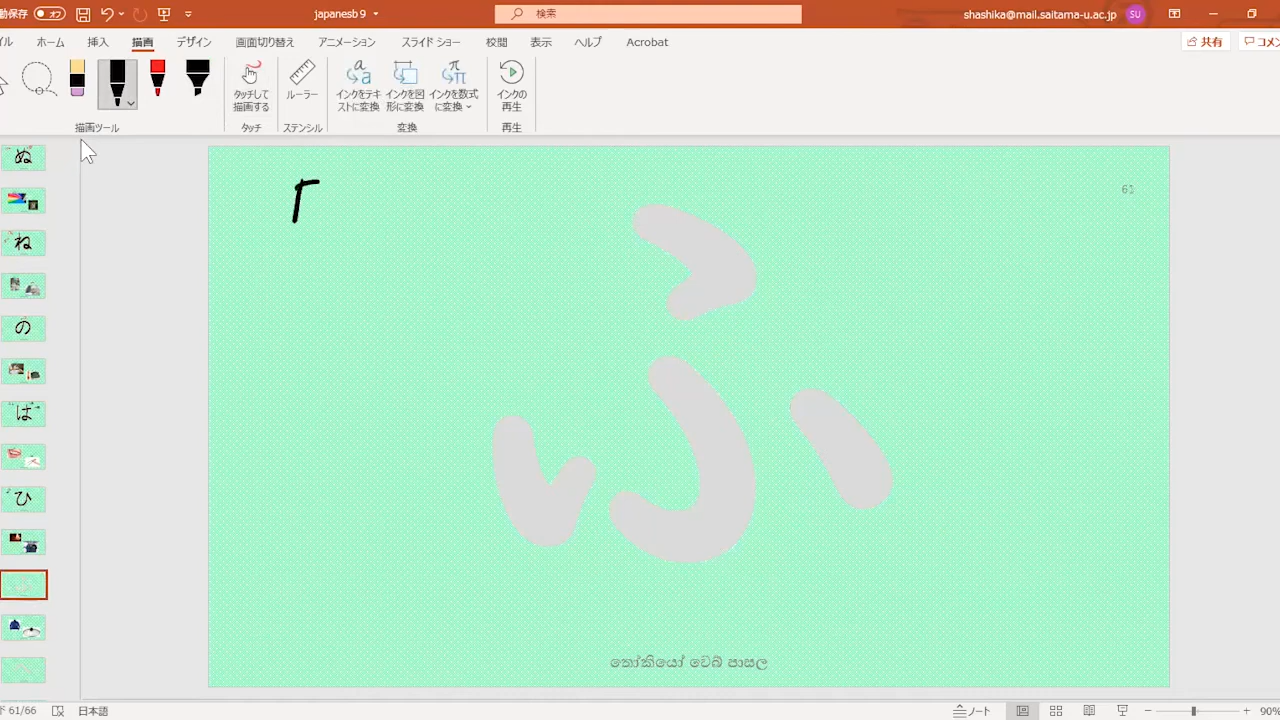 動保存 オフ japanesb 9 検索 shashika@mail.saitama-u.ac.jp SU
イル ホーム 挿入 描画 デザイン 画面切り替え アニメーション スライド ショー 校閲 表示 ヘルプ Acrobat 共有 コメン
タッチして描画する ルーラー インクをテキストに変換 インクを図形に変換 インクを数式に変換 インクの再生
描画ツール タッチ ステンシル 変換 再生
ぬ
ね
の
は
ひ
61
ふ
තෝකියෝ වෙබ් පාසල
61/66 日本語 ノート 90%